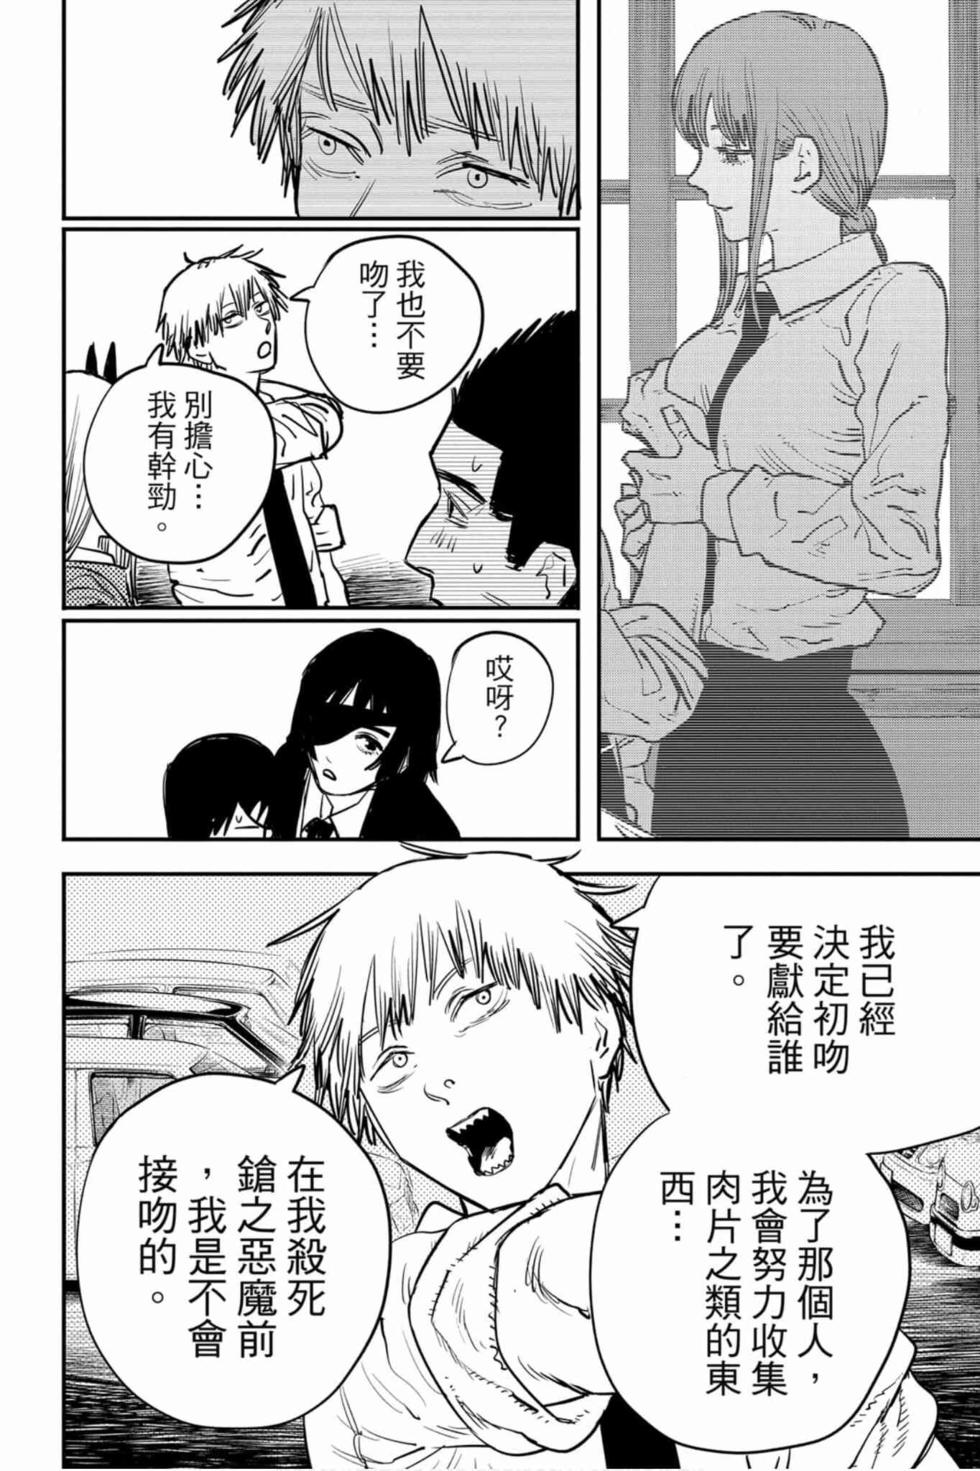 我也不要
吻了…
別擔心…
我有幹勁。
哎呀?
我已經
決定初吻
要獻給誰
了。
為了那個人，
我會努力收集
肉片之類的東
西…
在我殺死
鎗之惡魔前
，我是不會
接吻的。